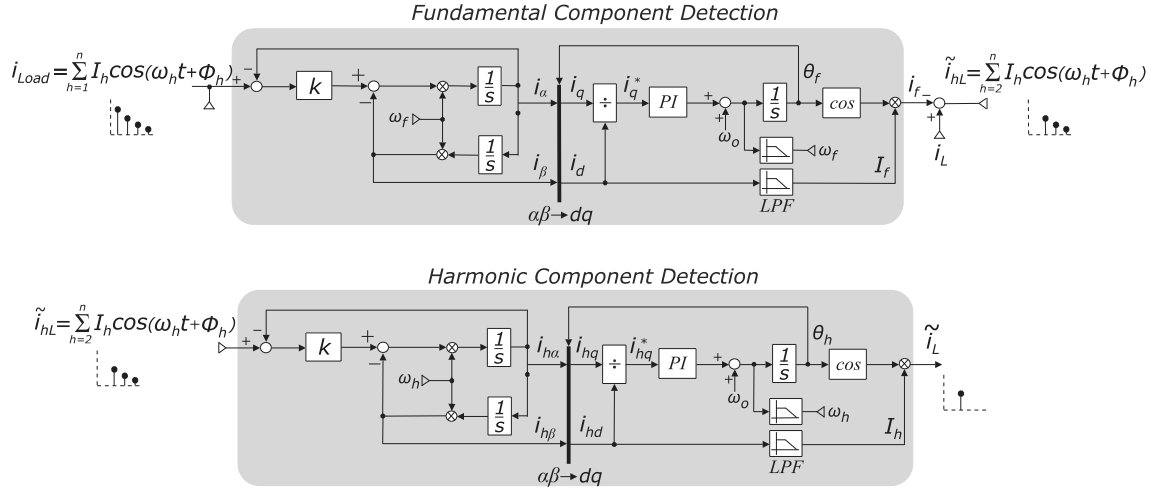 Fundamental Component Detection
i_Load = Σ_{h=1}^{n} I_h cos(ω_h t+Φ_h)
+ −
k
+ −
⊗
1/s
ω_f
⊗
1/s
i_α
i_β
αβ→dq
i_q
i_d
÷
i_q^*
PI
+ +
ω_o
1/s
θ_f
cos
ω_f
LPF
I_f
⊗
i_f −
+
i_L
ĩ_hL = Σ_{h=2}^{n} I_h cos(ω_h t+Φ_h)
Harmonic Component Detection
ĩ_hL = Σ_{h=2}^{n} I_h cos(ω_h t+Φ_h)
+ −
k
+ −
⊗
1/s
ω_h
⊗
1/s
i_hα
i_hβ
αβ→dq
i_hq
i_hd
÷
i_hq^*
PI
+ +
ω_o
1/s
θ_h
cos
ω_h
LPF
I_h
⊗
ĩ_L